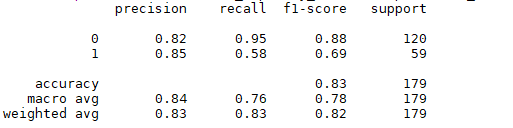 precision recall f1-score support
0 0.82 0.95 0.88 120
1 0.85 0.58 0.69 59
accuracy 0.83 179
macro avg 0.84 0.76 0.78 179
weighted avg 0.83 0.83 0.82 179